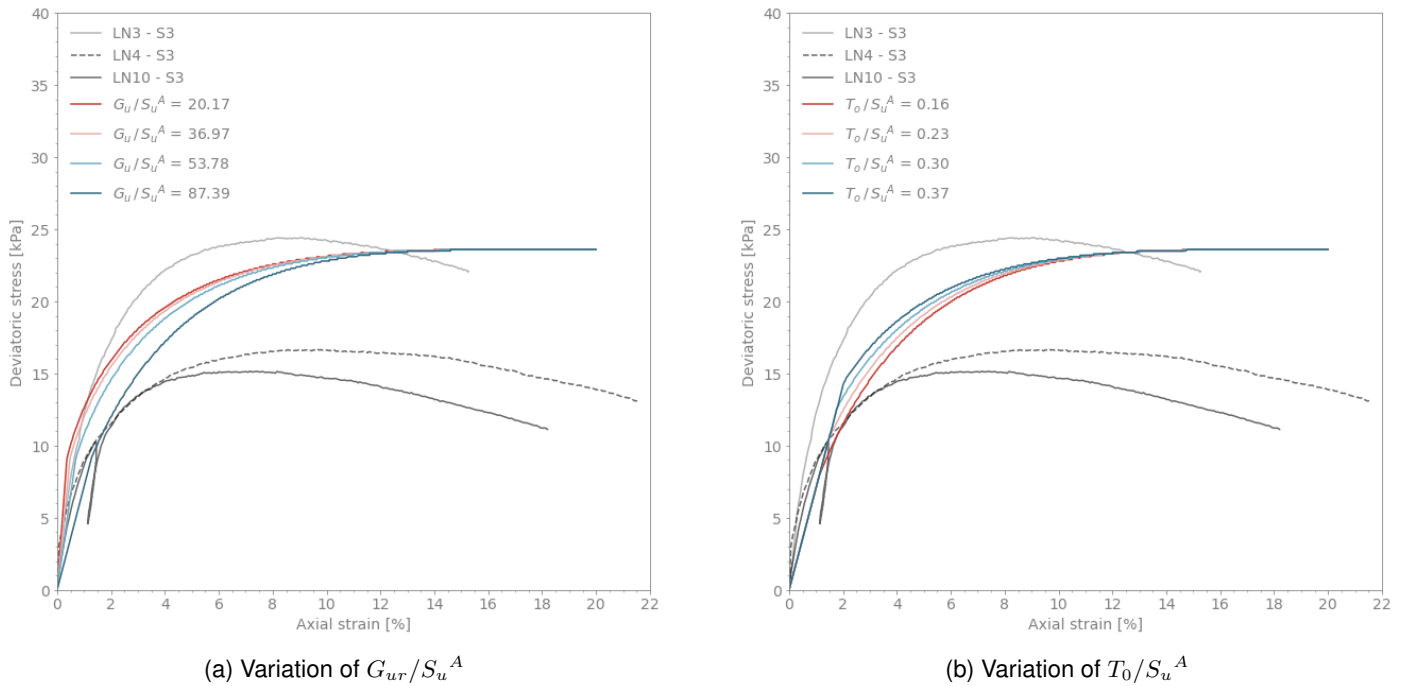 40
35
30
25
20
15
10
5
0
Deviatoric stress [kPa]
LN3 - S3
LN4 - S3
LN10 - S3
G_u / S_u^A = 20.17
G_u / S_u^A = 36.97
G_u / S_u^A = 53.78
G_u / S_u^A = 87.39
0 2 4 6 8 10 12 14 16 18 20 22
Axial strain [%]
(a) Variation of G_{ur}/S_u^A
40
35
30
25
20
15
10
5
0
Deviatoric stress [kPa]
LN3 - S3
LN4 - S3
LN10 - S3
T_o / S_u^A = 0.16
T_o / S_u^A = 0.23
T_o / S_u^A = 0.30
T_o / S_u^A = 0.37
0 2 4 6 8 10 12 14 16 18 20 22
Axial strain [%]
(b) Variation of T_0/S_u^A